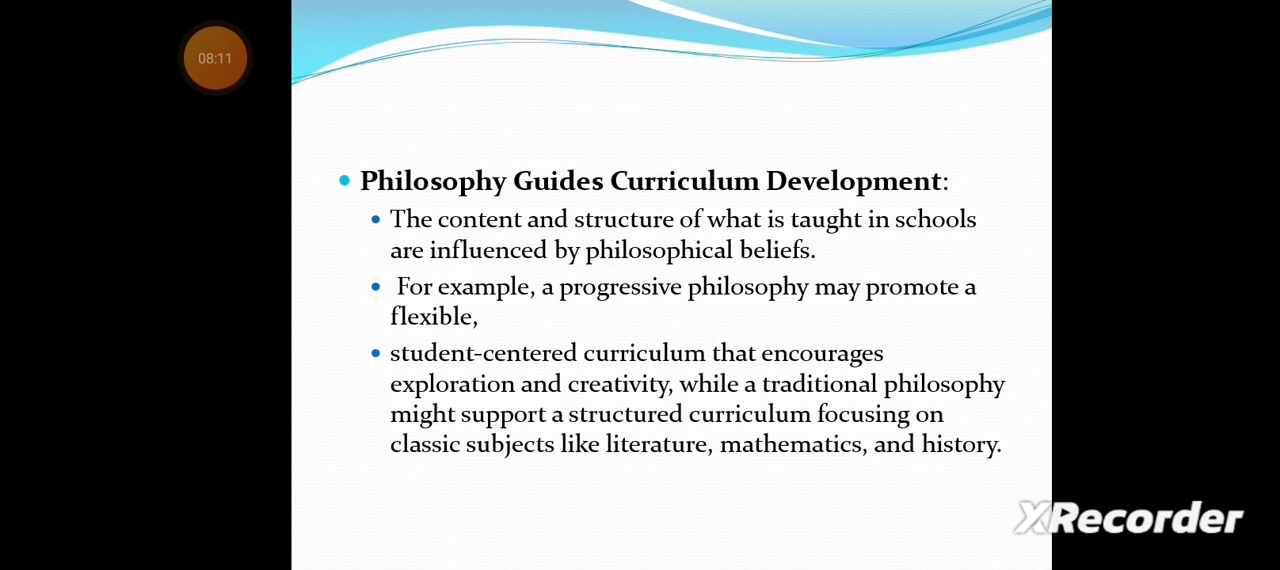 08:11
Philosophy Guides Curriculum Development:
The content and structure of what is taught in schools
are influenced by philosophical beliefs.
For example, a progressive philosophy may promote a
flexible,
student-centered curriculum that encourages
exploration and creativity, while a traditional philosophy
might support a structured curriculum focusing on
classic subjects like literature, mathematics, and history.
XRecorder